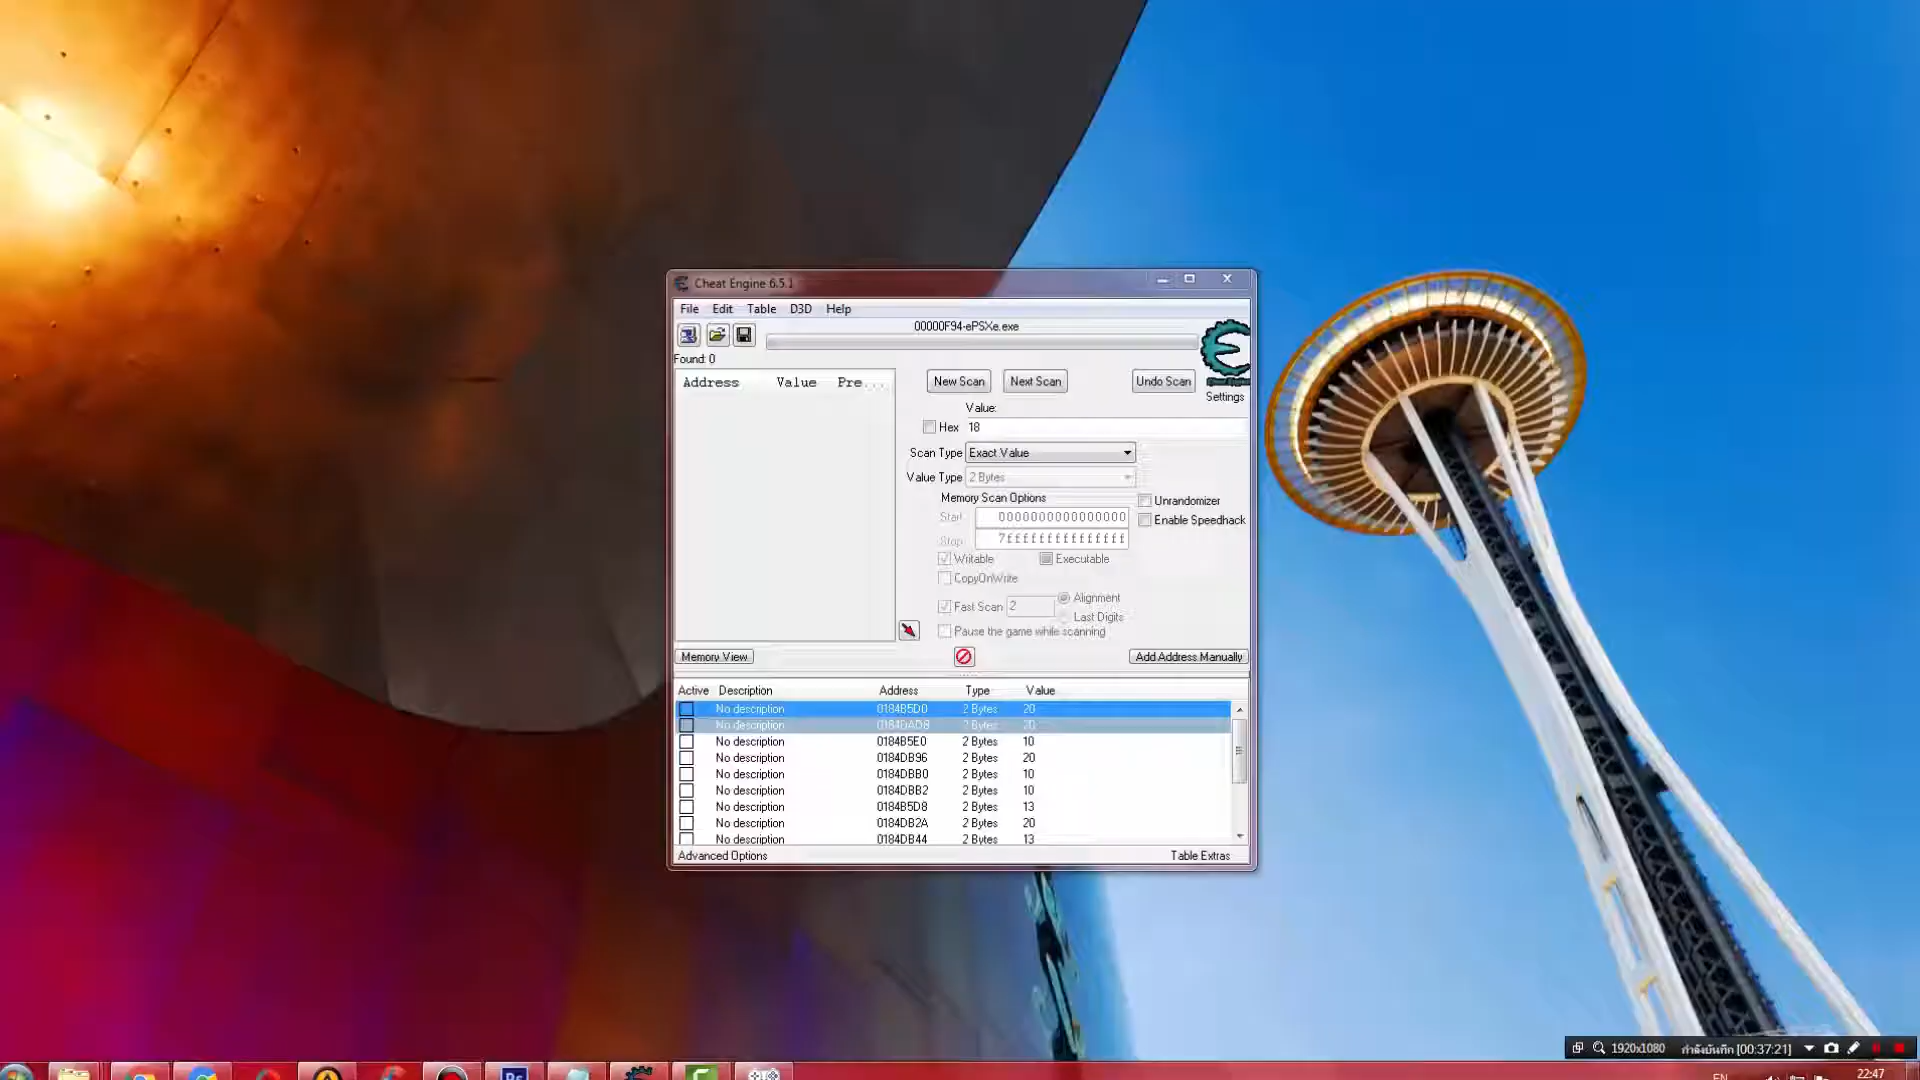 Cheat Engine 6.5.1
File Edit Table D3D Help
00000F94-ePSXe.exe
Found: 0
Address Value Pre...
New Scan Next Scan Undo Scan
Settings
Value:
Hex 18
Scan Type Exact Value
Value Type 2 Bytes
Memory Scan Options
Unrandomizer
Start 0000000000000000
Enable Speedhack
Stop 7fffffffffffffff
Writable Executable
CopyOnWrite
Fast Scan 2 Alignment
Last Digits
Pause the game while scanning
Memory View Add Address Manually
Active Description Address Type Value
No description 0184B5D0 2 Bytes 20
No description 0184DAD8 2 Bytes 20
No description 0184B5E0 2 Bytes 10
No description 0184DB96 2 Bytes 20
No description 0184DBB0 2 Bytes 10
No description 0184DBB2 2 Bytes 10
No description 0184B5D8 2 Bytes 13
No description 0184DB2A 2 Bytes 20
No description 0184DB44 2 Bytes 13
Advanced Options Table Extras
1920x1080 กำลังบันทึก [00:37:21]
Ps
EN
22:47